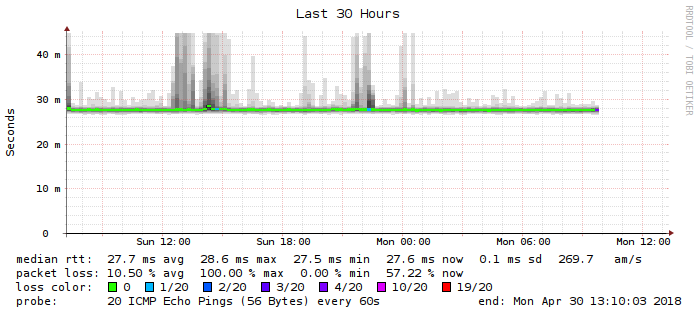 Last 30 Hours
RRDTOOL / TOBI OETIKER
Seconds
40 m
30 m
20 m
10 m
0
Sun 12:00 Sun 18:00 Mon 00:00 Mon 06:00 Mon 12:00
median rtt: 27.7 ms avg 28.6 ms max 27.5 ms min 27.6 ms now 0.1 ms sd 269.7 am/s
packet loss: 10.50 % avg 100.00 % max 0.00 % min 57.22 % now
loss color: 0 1/20 2/20 3/20 4/20 10/20 19/20
probe: 20 ICMP Echo Pings (56 Bytes) every 60s end: Mon Apr 30 13:10:03 2018